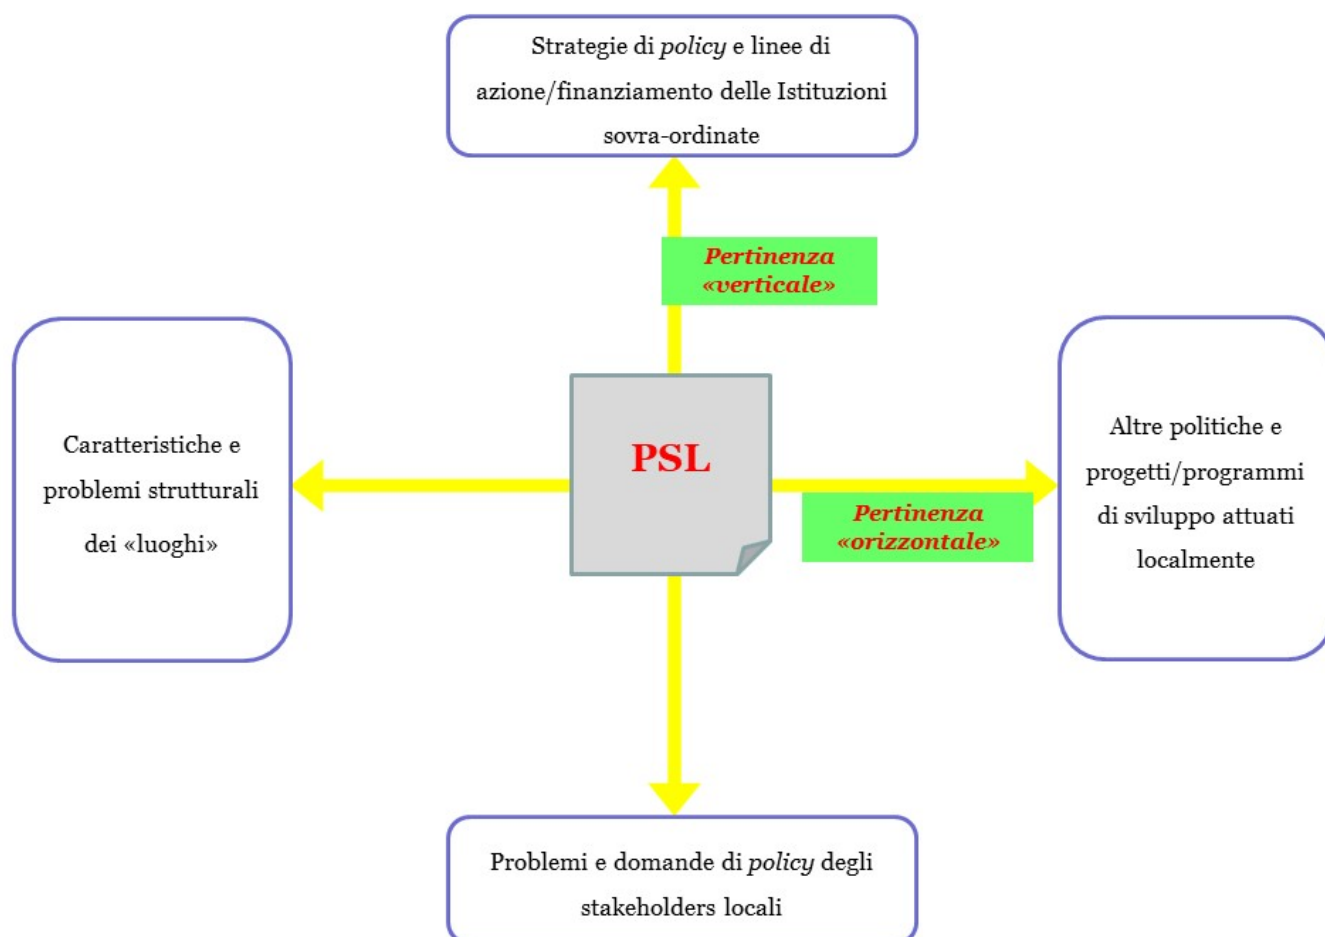 Strategie di policy e linee di
azione/finanziamento delle Istituzioni
sovra-ordinate
Pertinenza
«verticale»
Caratteristiche e
problemi strutturali
dei «luoghi»
PSL
Altre politiche e
progetti/programmi
di sviluppo attuati
localmente
Pertinenza
«orizzontale»
Problemi e domande di policy degli
stakeholders locali